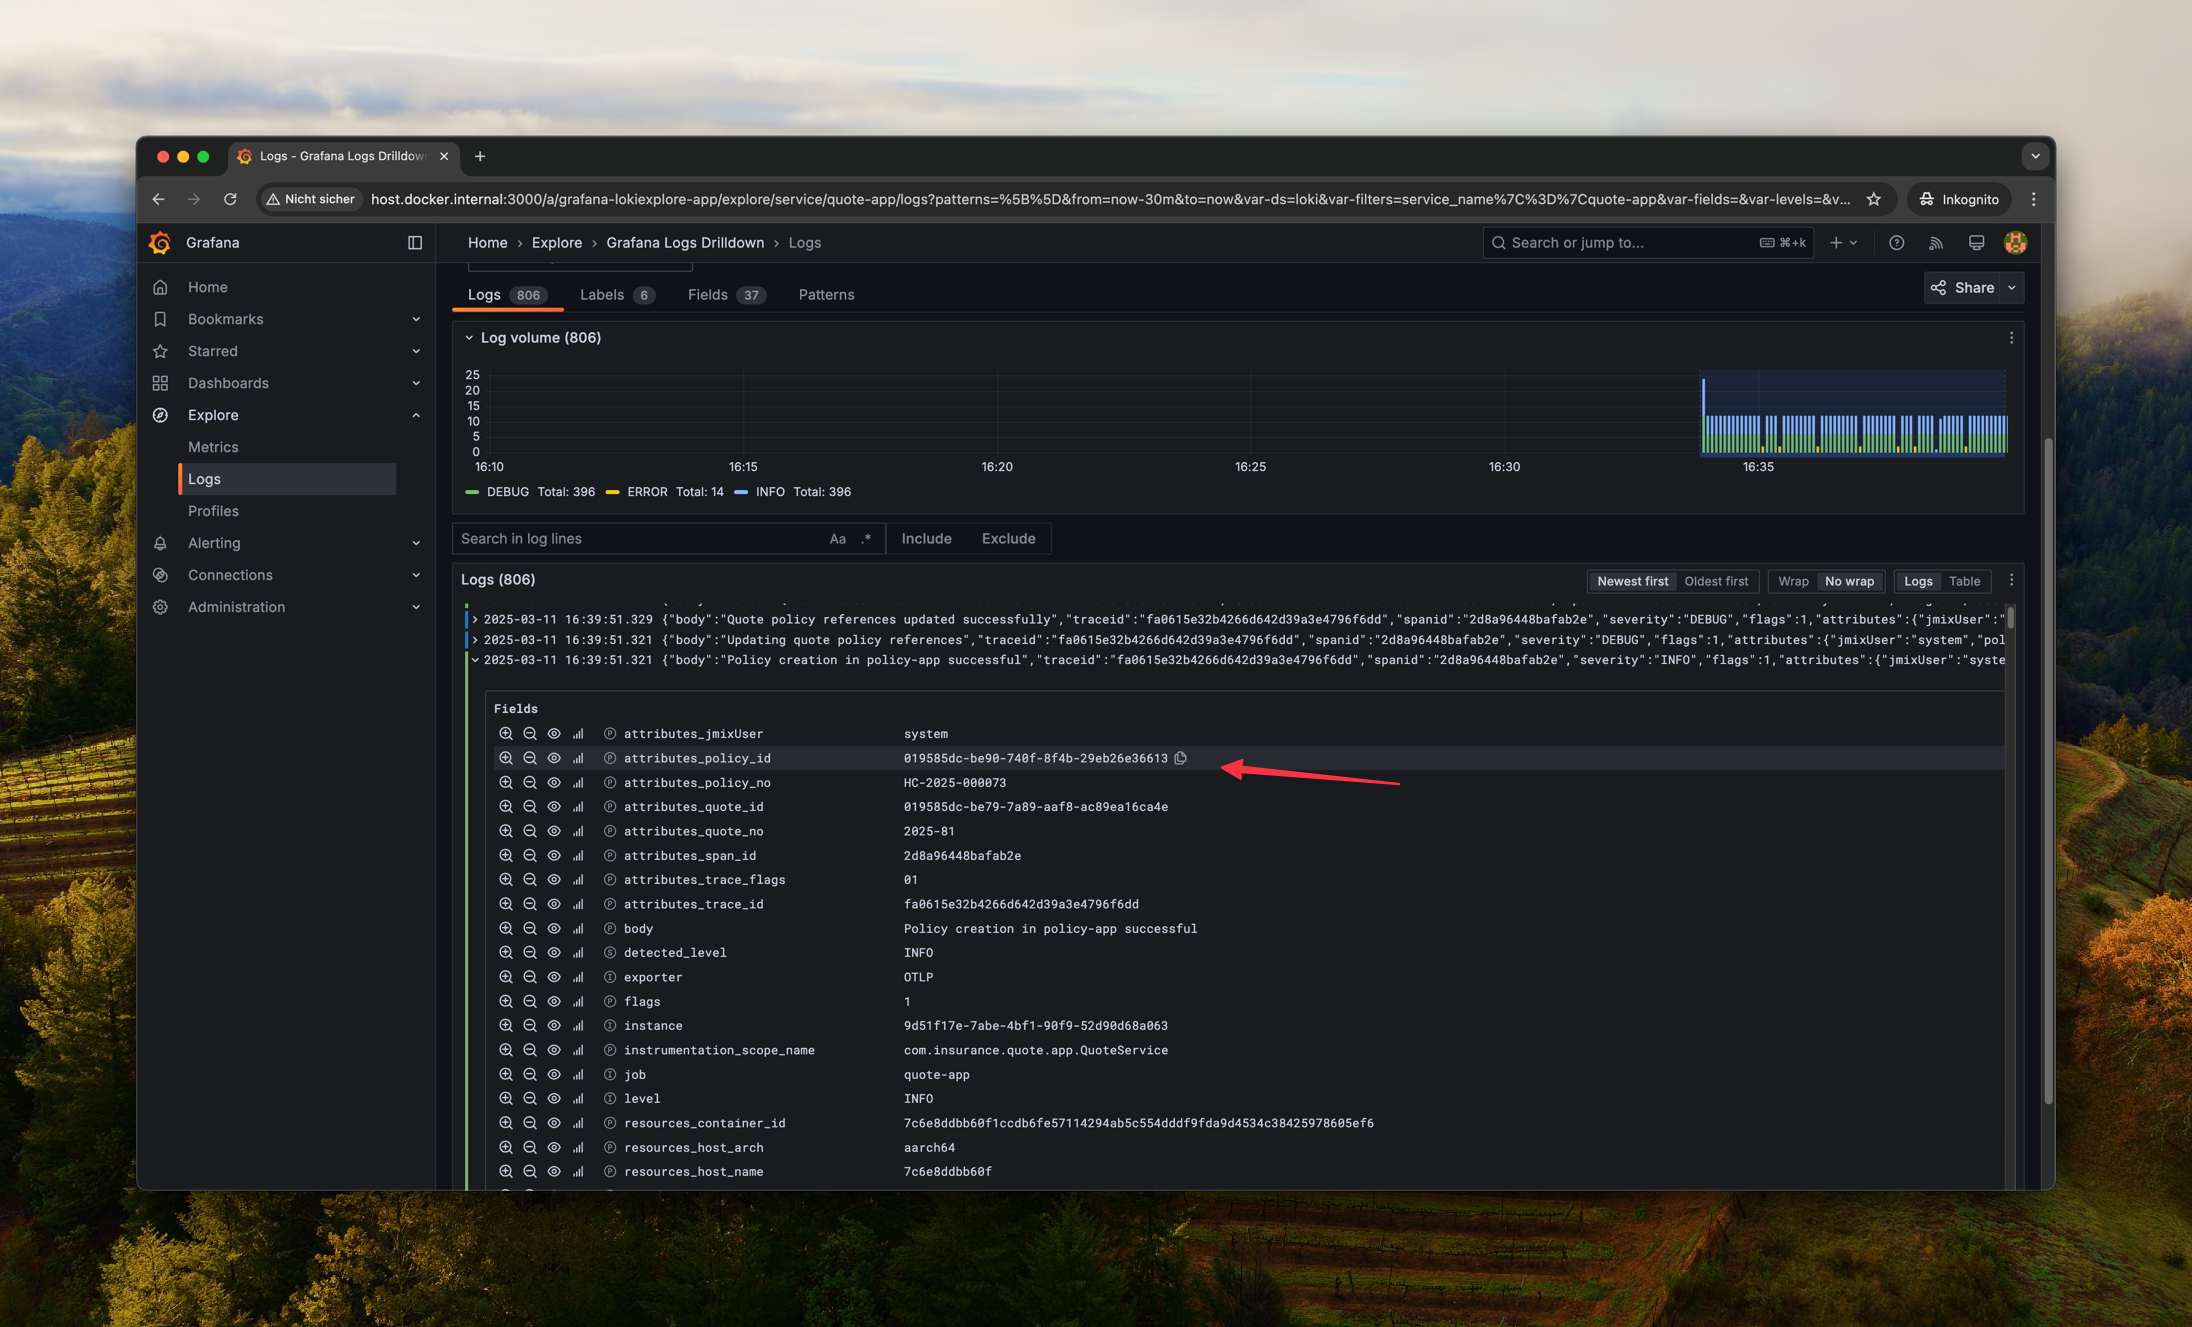 Logs - Grafana Logs Drilldow
Nicht sicher host.docker.internal:3000/a/grafana-lokiexplore-app/explore/service/quote-app/logs?patterns=%5B%5D&from=now-30m&to=now&var-ds=loki&var-filters=service_name%7C%3D%7Cquote-app&var-fields=&var-levels=&v... Inkognito
Grafana Home › Explore › Grafana Logs Drilldown › Logs Search or jump to... ⌘+k
Home
Bookmarks
Starred
Dashboards
Explore
Metrics
Logs
Profiles
Alerting
Connections
Administration
Logs 806 Labels 6 Fields 37 Patterns Share
Log volume (806)
25
20
15
10
5
0
16:10 16:15 16:20 16:25 16:30 16:35
DEBUG Total: 396 ERROR Total: 14 INFO Total: 396
Search in log lines Aa .* Include Exclude
Logs (806) Newest first Oldest first Wrap No wrap Logs Table
2025-03-11 16:39:51.329 {"body":"Quote policy references updated successfully","traceid":"fa0615e32b4266d642d39a3e4796f6dd","spanid":"2d8a96448bafab2e","severity":"DEBUG","flags":1,"attributes":{"jmixUser":"
2025-03-11 16:39:51.321 {"body":"Updating quote policy references","traceid":"fa0615e32b4266d642d39a3e4796f6dd","spanid":"2d8a96448bafab2e","severity":"DEBUG","flags":1,"attributes":{"jmixUser":"system","pol
2025-03-11 16:39:51.321 {"body":"Policy creation in policy-app successful","traceid":"fa0615e32b4266d642d39a3e4796f6dd","spanid":"2d8a96448bafab2e","severity":"INFO","flags":1,"attributes":{"jmixUser":"syste
Fields
P attributes_jmixUser system
P attributes_policy_id 019585dc-be90-740f-8f4b-29eb26e36613
P attributes_policy_no HC-2025-000073
P attributes_quote_id 019585dc-be79-7a89-aaf8-ac89ea16ca4e
P attributes_quote_no 2025-81
P attributes_span_id 2d8a96448bafab2e
P attributes_trace_flags 01
P attributes_trace_id fa0615e32b4266d642d39a3e4796f6dd
P body Policy creation in policy-app successful
S detected_level INFO
I exporter OTLP
P flags 1
I instance 9d51f17e-7abe-4bf1-90f9-52d90d68a063
P instrumentation_scope_name com.insurance.quote.app.QuoteService
I job quote-app
I level INFO
P resources_container_id 7c6e8ddbb60f1ccdb6fe57114294ab5c554dddf9fda9d4534c38425978605ef6
P resources_host_arch aarch64
P resources_host_name 7c6e8ddbb60f